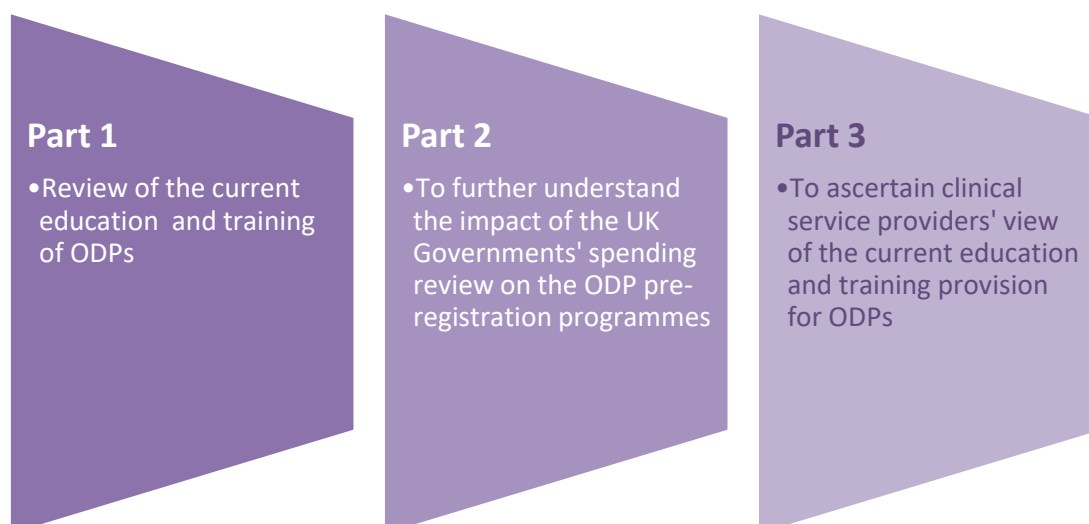 Part 1
•Review of the current
education  and training
of ODPs
Part 2
•To further understand
the impact of the UK
Governments' spending
review on the ODP pre-
registration programmes
Part 3
•To ascertain clinical
service providers' view
of the current education
and training provision
for ODPs